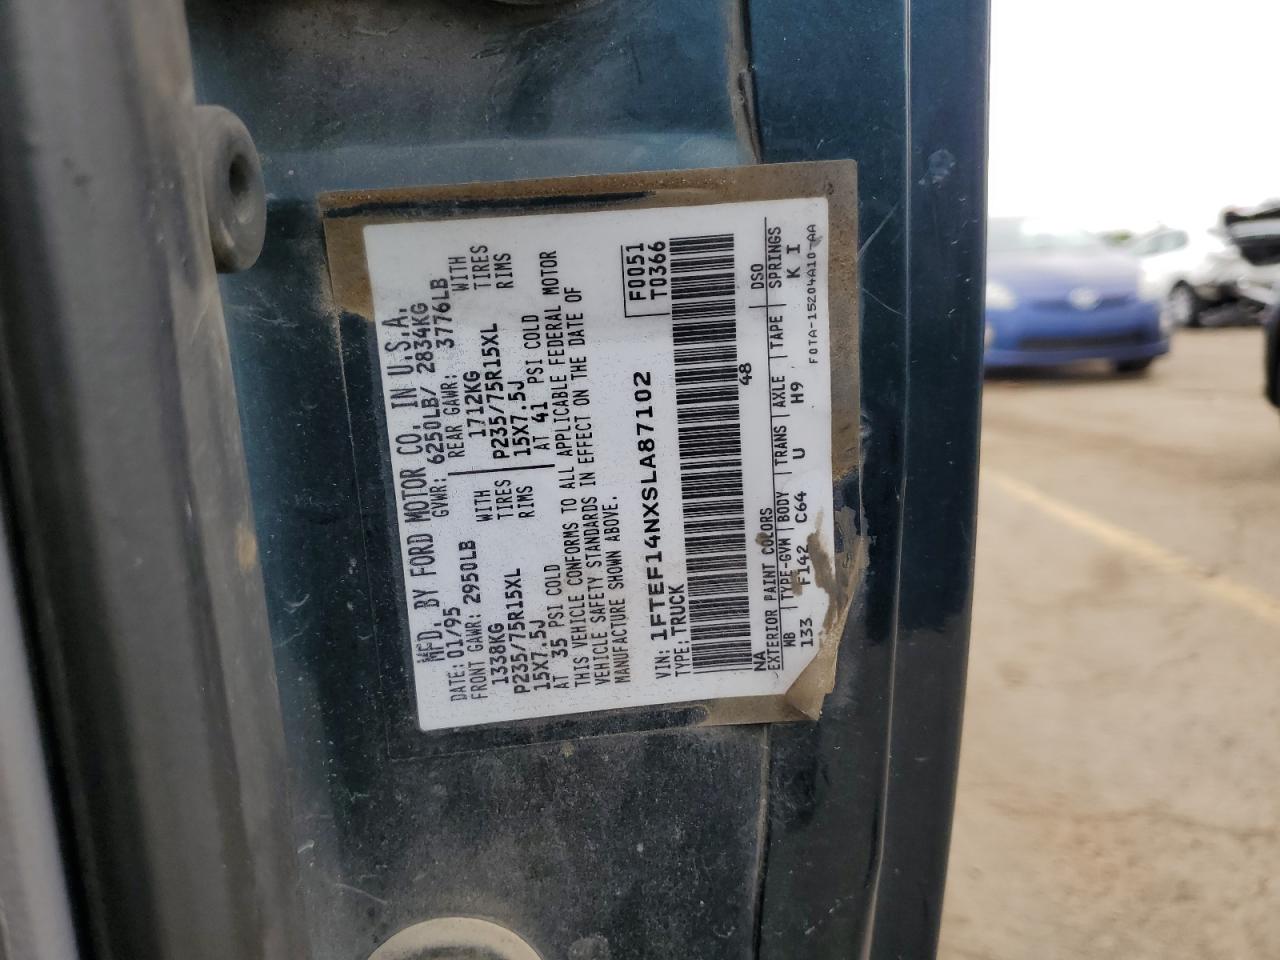 MFD. BY FORD MOTOR CO. IN U.S.A.
DATE: 01/95 GVWR: 6250LB/ 2834KG
FRONT GAWR: 2950LB REAR GAWR: 3776LB
1338KG WITH 1712KG WITH
P235/75R15XL TIRES P235/75R15XL TIRES
15X7.5J RIMS 15X7.5J RIMS
AT 35 PSI COLD AT 41 PSI COLD
THIS VEHICLE CONFORMS TO ALL APPLICABLE FEDERAL MOTOR
VEHICLE SAFETY STANDARDS IN EFFECT ON THE DATE OF
MANUFACTURE SHOWN ABOVE.
F0051
T0366
VIN: 1FTEF14NXSLA87102
TYPE: TRUCK
48
NA DSO
EXTERIOR PAINT COLORS
WB TYPE-GVW BODY TRANS AXLE TAPE SPRINGS
133 F142 C64 U H9 K I
F0TA-15204A10-AA